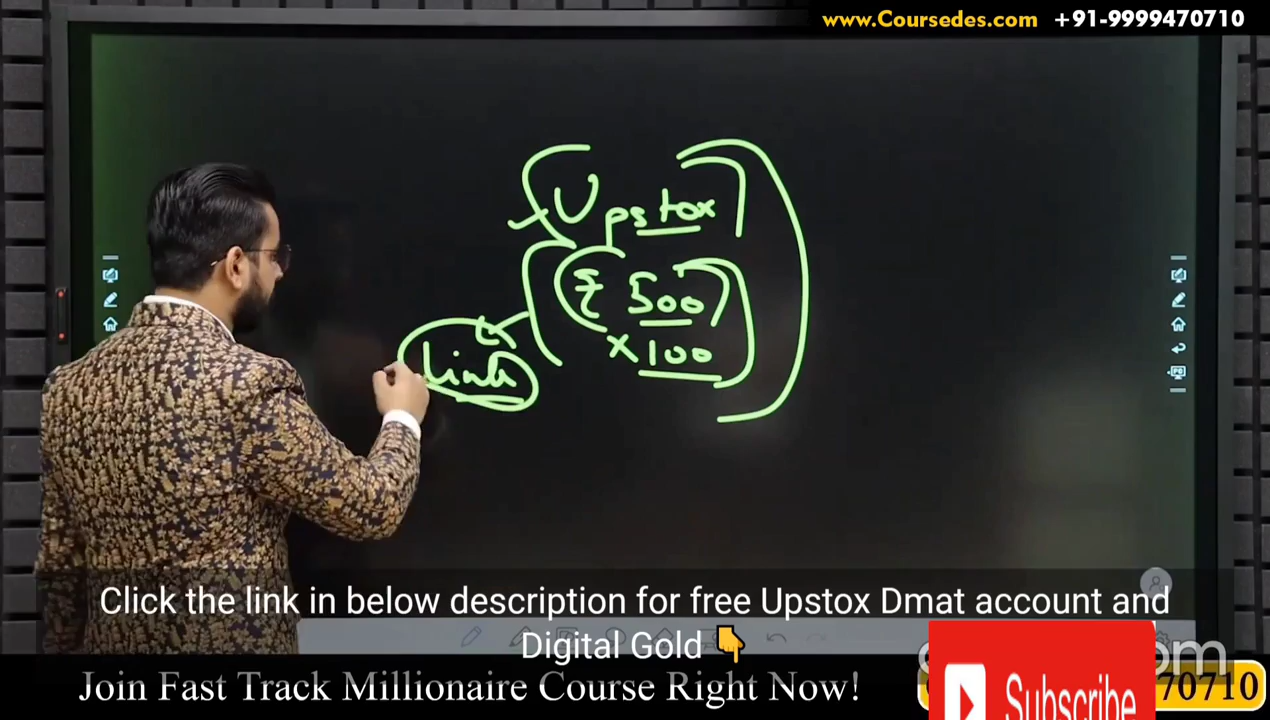 www.Coursedes.com +91-9999470710
Upstox
₹ 500
× 100
Link
Click the link in below description for free Upstox Dmat account and
Digital Gold 👇
Join Fast Track Millionaire Course Right Now!
Subscribe
70710